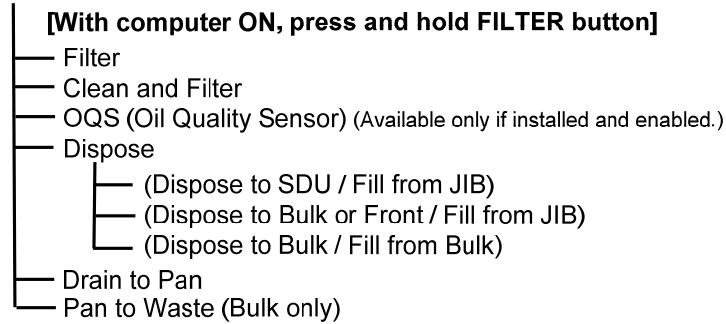 [With computer ON, press and hold FILTER button]
Filter
Clean and Filter
OQS (Oil Quality Sensor) (Available only if installed and enabled.)
Dispose
(Dispose to SDU / Fill from JIB)
(Dispose to Bulk or Front / Fill from JIB)
(Dispose to Bulk / Fill from Bulk)
Drain to Pan
Pan to Waste (Bulk only)